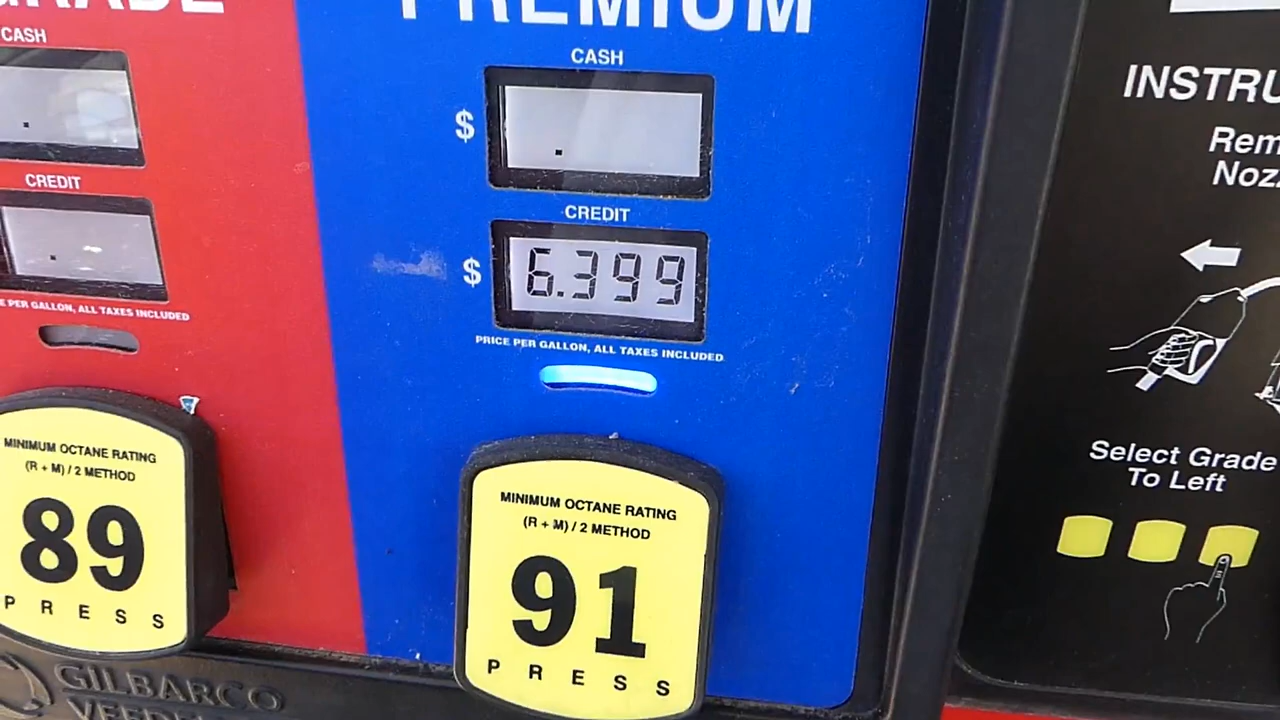 CASH
CREDIT
PER GALLON, ALL TAXES INCLUDED
MINIMUM OCTANE RATING
(R + M) / 2 METHOD
89
PRESS
GILBARCO
PREMIUM
CASH
$ .
CREDIT
$ 6.399
PRICE PER GALLON, ALL TAXES INCLUDED
MINIMUM OCTANE RATING
(R + M) / 2 METHOD
91
PRESS
INSTRU
Rem
Noz
Select Grade
To Left